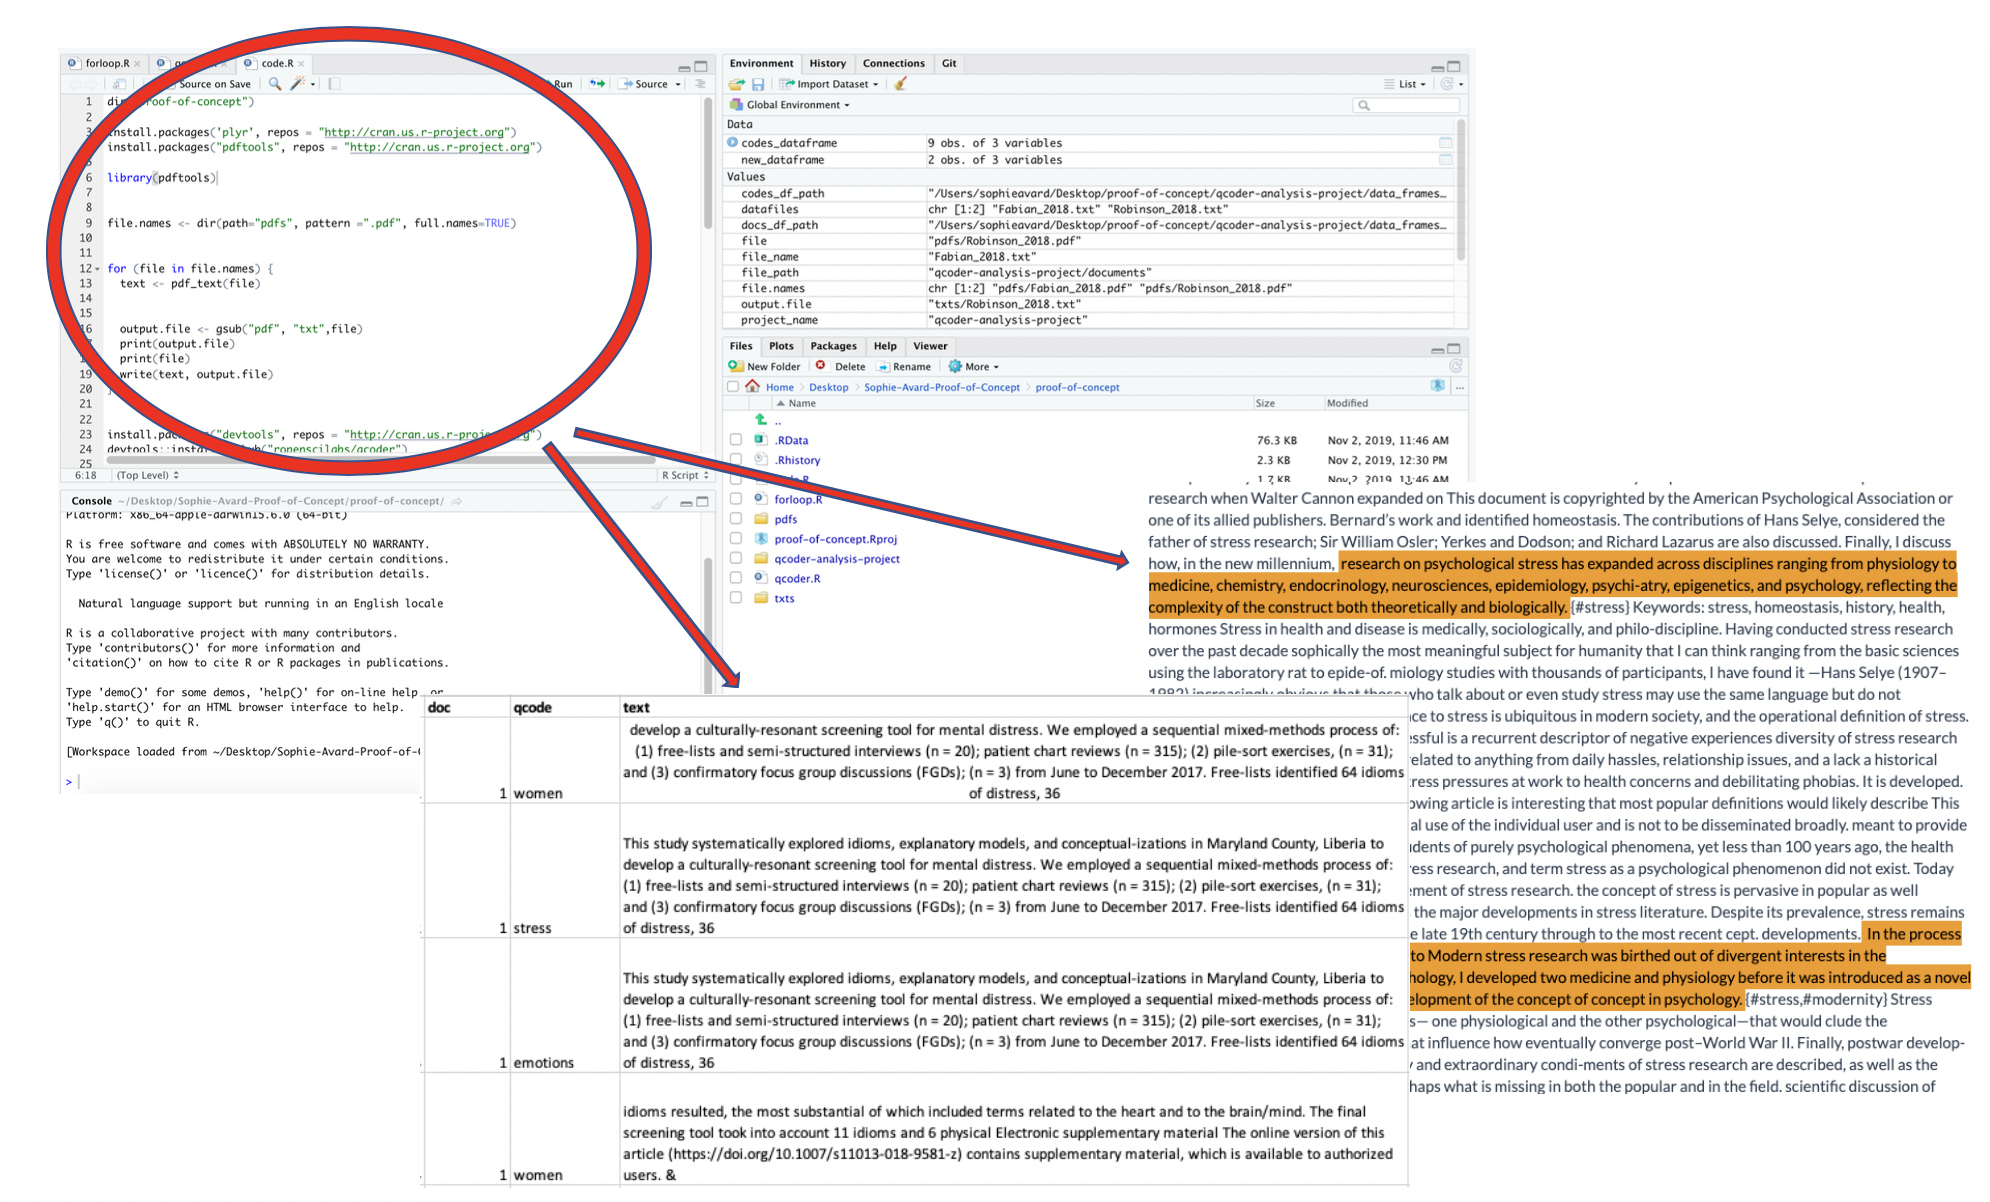 forloop.R
code.R
Source on Save
Run
Source
1 dir
roof-of-concept")
2
3 install.packages('plyr', repos = "http://cran.us.r-project.org")
install.packages("pdftools", repos = "http://cran.us.r-project.org")
6 library(pdftools)
7
8
9 file.names <- dir(path="pdfs", pattern =".pdf", full.names=TRUE)
10
11
12 for (file in file.names) {
13 text <- pdf_text(file)
14
15
16 output.file <- gsub("pdf", "txt",file)
print(output.file)
print(file)
19 write(text, output.file)
20
21
22
23 install.pac "devtools", repos = "http://cran.us.r-proje g")
24 devtools::insta ub("ropenscilabs/qcoder")
25
6:18 (Top Level) R Script
Console ~/Desktop/Sophie-Avard-Proof-of-Concept/proof-of-concept/
Platform: x86_64-apple-darwin15.6.0 (64-bit)
R is free software and comes with ABSOLUTELY NO WARRANTY.
You are welcome to redistribute it under certain conditions.
Type 'license()' or 'licence()' for distribution details.
Natural language support but running in an English locale
R is a collaborative project with many contributors.
Type 'contributors()' for more information and
'citation()' on how to cite R or R packages in publications.
Type 'demo()' for some demos, 'help()' for on-line help, or
'help.start()' for an HTML browser interface to help.
Type 'q()' to quit R.
[Workspace loaded from ~/Desktop/Sophie-Avard-Proof-of-
>
Environment History Connections Git
Import Dataset List
Global Environment
Data
codes_dataframe 9 obs. of 3 variables
new_dataframe 2 obs. of 3 variables
Values
codes_df_path "/Users/sophieavard/Desktop/proof-of-concept/qcoder-analysis-project/data_frames…
datafiles chr [1:2] "Fabian_2018.txt" "Robinson_2018.txt"
docs_df_path "/Users/sophieavard/Desktop/proof-of-concept/qcoder-analysis-project/data_frames…
file "pdfs/Robinson_2018.pdf"
file_name "Fabian_2018.txt"
file_path "qcoder-analysis-project/documents"
file.names chr [1:2] "pdfs/Fabian_2018.pdf" "pdfs/Robinson_2018.pdf"
output.file "txts/Robinson_2018.txt"
project_name "qcoder-analysis-project"
Files Plots Packages Help Viewer
New Folder Delete Rename More
Home Desktop Sophie-Avard-Proof-of-Concept proof-of-concept ...
Name Size Modified
..
.RData 76.3 KB Nov 2, 2019, 11:46 AM
.Rhistory 2.3 KB Nov 2, 2019, 12:30 PM
1.7 KB Nov 2, 2019, 11:46 AM
forloop.R
pdfs
proof-of-concept.Rproj
qcoder-analysis-project
qcoder.R
txts
research when Walter Cannon expanded on This document is copyrighted by the American Psychological Association or
one of its allied publishers. Bernard's work and identified homeostasis. The contributions of Hans Selye, considered the
father of stress research; Sir William Osler; Yerkes and Dodson; and Richard Lazarus are also discussed. Finally, I discuss
how, in the new millennium, research on psychological stress has expanded across disciplines ranging from physiology to
medicine, chemistry, endocrinology, neurosciences, epidemiology, psychi-atry, epigenetics, and psychology, reflecting the
complexity of the construct both theoretically and biologically. {#stress} Keywords: stress, homeostasis, history, health,
hormones Stress in health and disease is medically, sociologically, and philo-discipline. Having conducted stress research
over the past decade sophically the most meaningful subject for humanity that I can think ranging from the basic sciences
using the laboratory rat to epide-of. miology studies with thousands of participants, I have found it —Hans Selye (1907–
1982) increasingly obvious that those who talk about or even study stress may use the same language but do not
ce to stress is ubiquitous in modern society, and the operational definition of stress.
ssful is a recurrent descriptor of negative experiences diversity of stress research
elated to anything from daily hassles, relationship issues, and a lack a historical
ress pressures at work to health concerns and debilitating phobias. It is developed.
owing article is interesting that most popular definitions would likely describe This
al use of the individual user and is not to be disseminated broadly. meant to provide
idents of purely psychological phenomena, yet less than 100 years ago, the health
ress research, and term stress as a psychological phenomenon did not exist. Today
ement of stress research. the concept of stress is pervasive in popular as well
the major developments in stress literature. Despite its prevalence, stress remains
e late 19th century through to the most recent cept. developments. In the process
to Modern stress research was birthed out of divergent interests in the
hology, I developed two medicine and physiology before it was introduced as a novel
elopment of the concept of concept in psychology. {#stress,#modernity} Stress
s— one physiological and the other psychological—that would clude the
at influence how eventually converge post–World War II. Finally, postwar develop-
and extraordinary condi-ments of stress research are described, as well as the
haps what is missing in both the popular and in the field. scientific discussion of
doc qcode text
develop a culturally-resonant screening tool for mental distress. We employed a sequential mixed-methods process of:
(1) free-lists and semi-structured interviews (n = 20); patient chart reviews (n = 315); (2) pile-sort exercises, (n = 31);
and (3) confirmatory focus group discussions (FGDs); (n = 3) from June to December 2017. Free-lists identified 64 idioms
1 women of distress, 36
This study systematically explored idioms, explanatory models, and conceptual-izations in Maryland County, Liberia to
develop a culturally-resonant screening tool for mental distress. We employed a sequential mixed-methods process of:
(1) free-lists and semi-structured interviews (n = 20); patient chart reviews (n = 315); (2) pile-sort exercises, (n = 31);
and (3) confirmatory focus group discussions (FGDs); (n = 3) from June to December 2017. Free-lists identified 64 idioms
1 stress of distress, 36
This study systematically explored idioms, explanatory models, and conceptual-izations in Maryland County, Liberia to
develop a culturally-resonant screening tool for mental distress. We employed a sequential mixed-methods process of:
(1) free-lists and semi-structured interviews (n = 20); patient chart reviews (n = 315); (2) pile-sort exercises, (n = 31);
and (3) confirmatory focus group discussions (FGDs); (n = 3) from June to December 2017. Free-lists identified 64 idioms
1 emotions of distress, 36
idioms resulted, the most substantial of which included terms related to the heart and to the brain/mind. The final
screening tool took into account 11 idioms and 6 physical Electronic supplementary material The online version of this
article (https://doi.org/10.1007/s11013-018-9581-z) contains supplementary material, which is available to authorized
1 women users. &